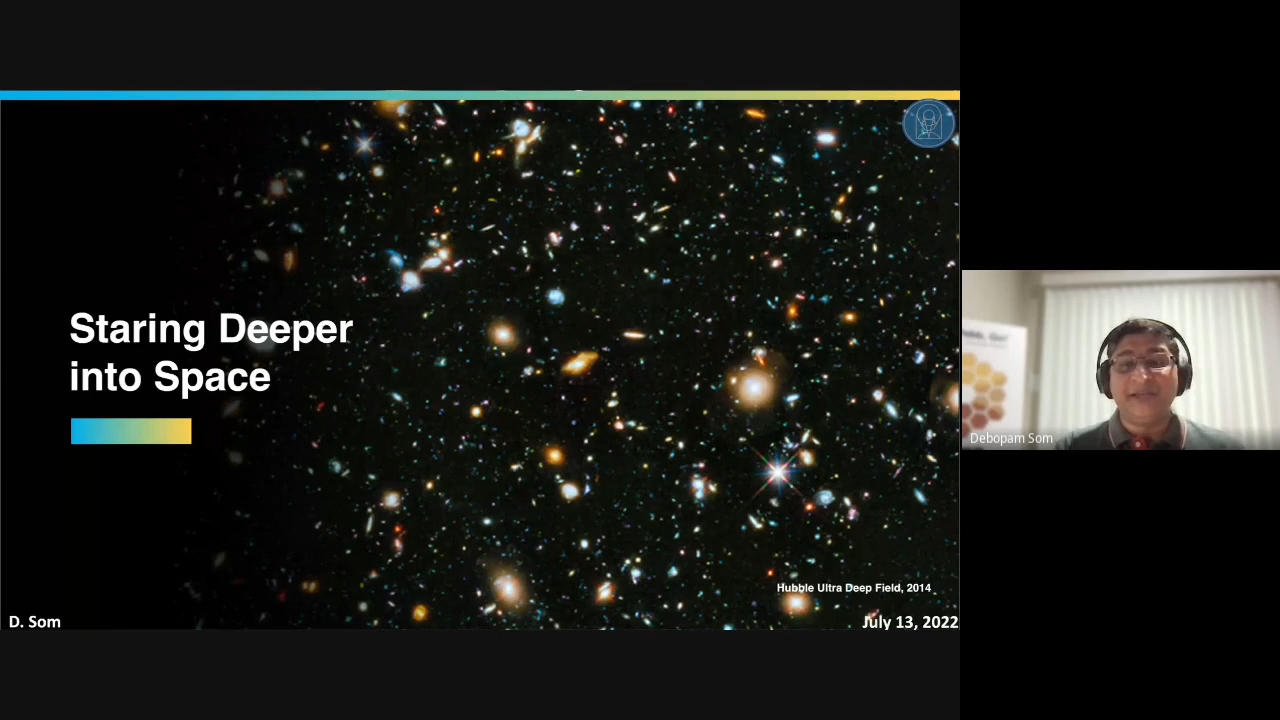 Staring Deeper
into Space
Hubble Ultra Deep Field, 2014
D. Som
July 13, 2022
Debopam Som